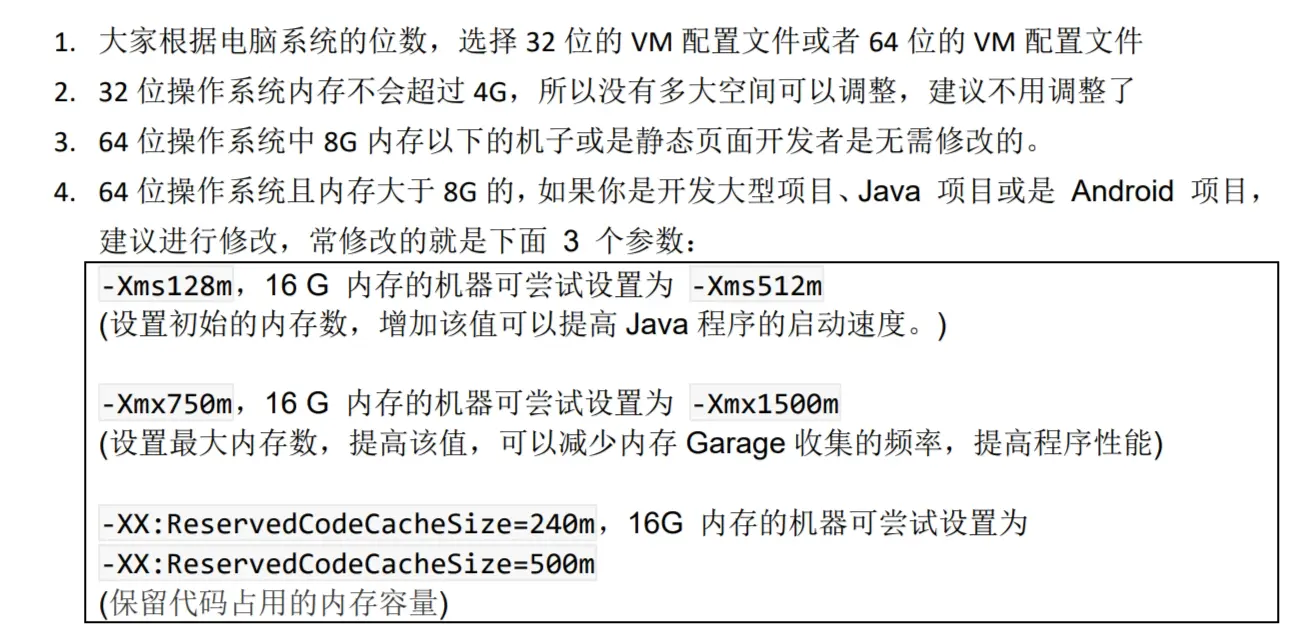 1. 大家根据电脑系统的位数，选择 32 位的 VM 配置文件或者 64 位的 VM 配置文件
2. 32 位操作系统内存不会超过 4G，所以没有多大空间可以调整，建议不用调整了
3. 64 位操作系统中 8G 内存以下的机子或是静态页面开发者是无需修改的。
4. 64 位操作系统且内存大于 8G 的，如果你是开发大型项目、Java 项目或是 Android 项目，
建议进行修改，常修改的就是下面 3 个参数：
-Xms128m，16 G 内存的机器可尝试设置为 -Xms512m
(设置初始的内存数，增加该值可以提高 Java 程序的启动速度。)
-Xmx750m，16 G 内存的机器可尝试设置为 -Xmx1500m
(设置最大内存数，提高该值，可以减少内存 Garage 收集的频率，提高程序性能)
-XX:ReservedCodeCacheSize=240m，16G 内存的机器可尝试设置为
-XX:ReservedCodeCacheSize=500m
(保留代码占用的内存容量)